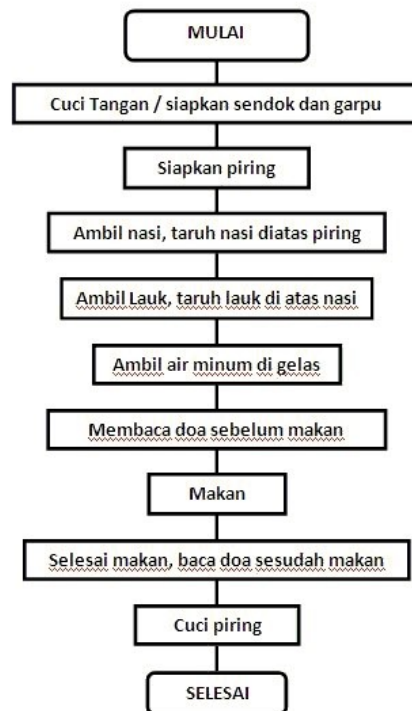 MULAI
Cuci Tangan / siapkan sendok dan garpu
Siapkan piring
Ambil nasi, taruh nasi diatas piring
Ambil Lauk, taruh lauk di atas nasi
Ambil air minum di gelas
Membaca doa sebelum makan
Makan
Selesai makan, baca doa sesudah makan
Cuci piring
SELESAI